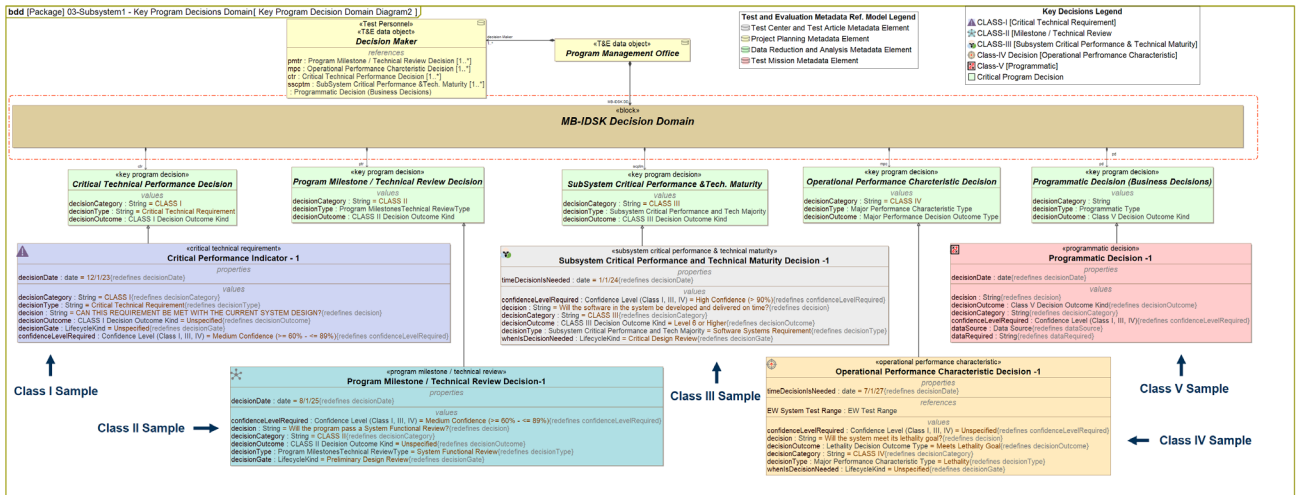 bdd [Package] 03-Subsystem1 - Key Program Decisions Domain[ Key Program Decision Domain Diagram2 ]
«Test Personnel»
«T&E data object»
Decision Maker
references
pmtr : Program Milestone / Technical Review Decision [1..*]
mpc : Operational Performance Charcteristic Decision [1..*]
ctr : Critical Technical Performance Decision [1..*]
sscptm : SubSystem Critical Performance &Tech. Maturity [1..*]
: Programmatic Decision (Business Decisions)
decision Maker
1..*
«T&E data object»
Program Management Office
Test and Evaluation Metadata Ref. Model Legend
Test Center and Test Article Metadata Element
Project Planning Metadata Element
Data Reduction and Analysis Metadata Element
Test Mission Metadata Element
Key Decisions Legend
CLASS-I [Critical Technical Requirement]
CLASS-II [Milestone / Technical Review
CLASS-III [Subsystem Critical Performance & Technical Maturity]
Class-IV Decision [Operational Performance Characteristic]
Class-V [Programmatic]
Critical Program Decision
«block»
MB-IDSK Decision Domain
«key program decision»
Critical Technical Performance Decision
values
decisionCategory : String = CLASS I
decisionType : String = Critical Technical Requirement
decisionOutcome : CLASS I Decision Outcome Kind
«key program decision»
Program Milestone / Technical Review Decision
values
decisionCategory : String = CLASS II
decisionType : Program MilestonesTechnical ReviewType
decisionOutcome : CLASS II Decision Outcome Kind
«key program decision»
SubSystem Critical Performance &Tech. Maturity
values
decisionCategory : String = CLASS III
decisionType : Subsystem Critical Performance and Tech Majority
decisionOutcome : CLASS III Decision Outcome Kind
«key program decision»
Operational Performance Charcteristic Decision
values
decisionCategory : String = CLASS IV
decisionType : Major Performance Characteristic Type
decisionOutcome : Major Performance Decision Outcome Type
«key program decision»
Programmatic Decision (Business Decisions)
values
decisionCategory : String
decisionType : Programmatic Type
decisionOutcome : Class V Decision Outcome Kind
«critical technical requirement»
Critical Performance Indicator - 1
properties
decisionDate : date = 12/1/23{redefines decisionDate}
values
decisionCategory : String = CLASS I{redefines decisionCategory}
decisionType : String = Critical Technical Requirement{redefines decisionType}
decision : String = CAN THIS REQUIREMENT BE MET WITH THE CURRENT SYSTEM DESIGN?{redefines decision}
decisionOutcome : CLASS I Decision Outcome Kind = Unspecified{redefines decisionOutcome}
decisionGate : LifecycleKind = Unspecified{redefines decisionGate}
confidenceLevelRequired : Confidence Level (Class I, III, IV) = Medium Confidence (>= 60% - <= 89%){redefines confidenceLevelRequired}
«subsystem critical performance & technical maturity»
Subsystem Critical Performance and Technical Maturity Decision -1
properties
timeDecisionIsNeeded : date = 1/1/24{redefines decisionDate}
values
confidenceLevelRequired : Confidence Level (Class I, III, IV) = High Confidence (> 90%){redefines confidenceLevelRequired}
decision : String = Will the software in the system be developed and delivered on time?{redefines decision}
decisionCategory : String = CLASS III{redefines decisionCategory}
decisionOutcome : CLASS III Decision Outcome Kind = Level 6 or Higher{redefines decisionOutcome}
decisionType : Subsystem Critical Performance and Tech Majority = Software Systems Requirement{redefines decisionType}
whenIsDecisionNeeded : LifecycleKind = Critical Design Review{redefines decisionGate}
«programmatic decision»
Programmatic Decision -1
properties
decisionDate : date{redefines decisionDate}
values
decision : String{redefines decision}
decisionOutcome : Class V Decision Outcome Kind{redefines decisionOutcome}
decisionCategory : String{redefines decisionCategory}
confidenceLevelRequired : Confidence Level (Class I, III, IV){redefines confidenceLevelRequired}
dataSource : Data Source{redefines dataSource}
dataRequired : String{redefines dataRequired}
Class I Sample
Class III Sample
Class V Sample
«program milestone / technical review»
Program Milestone / Technical Review Decision-1
properties
decisionDate : date = 8/1/25{redefines decisionDate}
values
confidenceLevelRequired : Confidence Level (Class I, III, IV) = Medium Confidence (>= 60% - <= 89%){redefines confidenceLevelRequired}
decision : String = Will the program pass a System Functional Review?{redefines decision}
decisionCategory : String = CLASS II{redefines decisionCategory}
decisionOutcome : CLASS II Decision Outcome Kind = Unspecified{redefines decisionOutcome}
decisionType : Program MilestonesTechnical ReviewType = System Functional Review{redefines decisionType}
decisionGate : LifecycleKind = Preliminary Design Review{redefines decisionGate}
Class II Sample
«operational performance characteristic»
Operational Performance Characteristic Decision -1
properties
timeDecisionIsNeeded : date = 7/1/27{redefines decisionDate}
references
EW System Test Range : EW Test Range
values
confidenceLevelRequired : Confidence Level (Class I, III, IV) = Unspecified{redefines confidenceLevelRequired}
decision : String = Will the system meet its lethality goal?{redefines decision}
decisionOutcome : Lethality Decision Outcome Type = Meets Lethality Goal{redefines decisionOutcome}
decisionCategory : String = CLASS IV{redefines decisionCategory}
decisionType : Major Performance Characteristic Type = Lethality{redefines decisionType}
whenIsDecisionNeeded : LifecycleKind = Unspecified{redefines decisionGate}
Class IV Sample